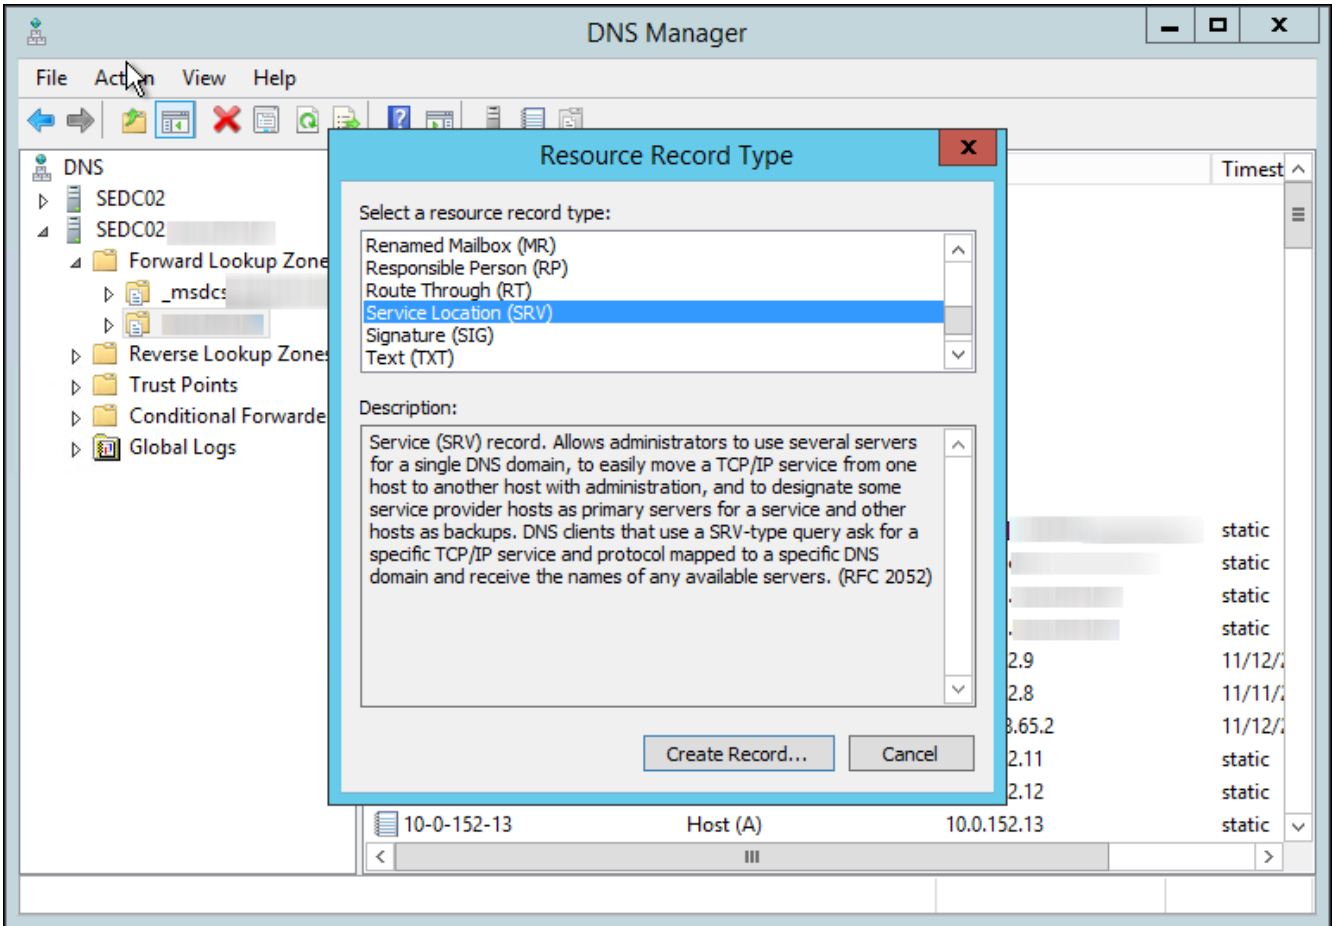 DNS Manager
File Action View Help
DNS
SEDC02
SEDC02
Forward Lookup Zone
_msdcs
Reverse Lookup Zones
Trust Points
Conditional Forwarde
Global Logs
Resource Record Type
Select a resource record type:
Renamed Mailbox (MR)
Responsible Person (RP)
Route Through (RT)
Service Location (SRV)
Signature (SIG)
Text (TXT)
Description:
Service (SRV) record. Allows administrators to use several servers
for a single DNS domain, to easily move a TCP/IP service from one
host to another host with administration, and to designate some
service provider hosts as primary servers for a service and other
hosts as backups. DNS clients that use a SRV-type query ask for a
specific TCP/IP service and protocol mapped to a specific DNS
domain and receive the names of any available servers. (RFC 2052)
Create Record... Cancel
Timest
static
static
static
static
2.9 11/12/2
2.8 11/11/2
3.65.2 11/12/2
2.11 static
2.12 static
10-0-152-13 Host (A) 10.0.152.13 static